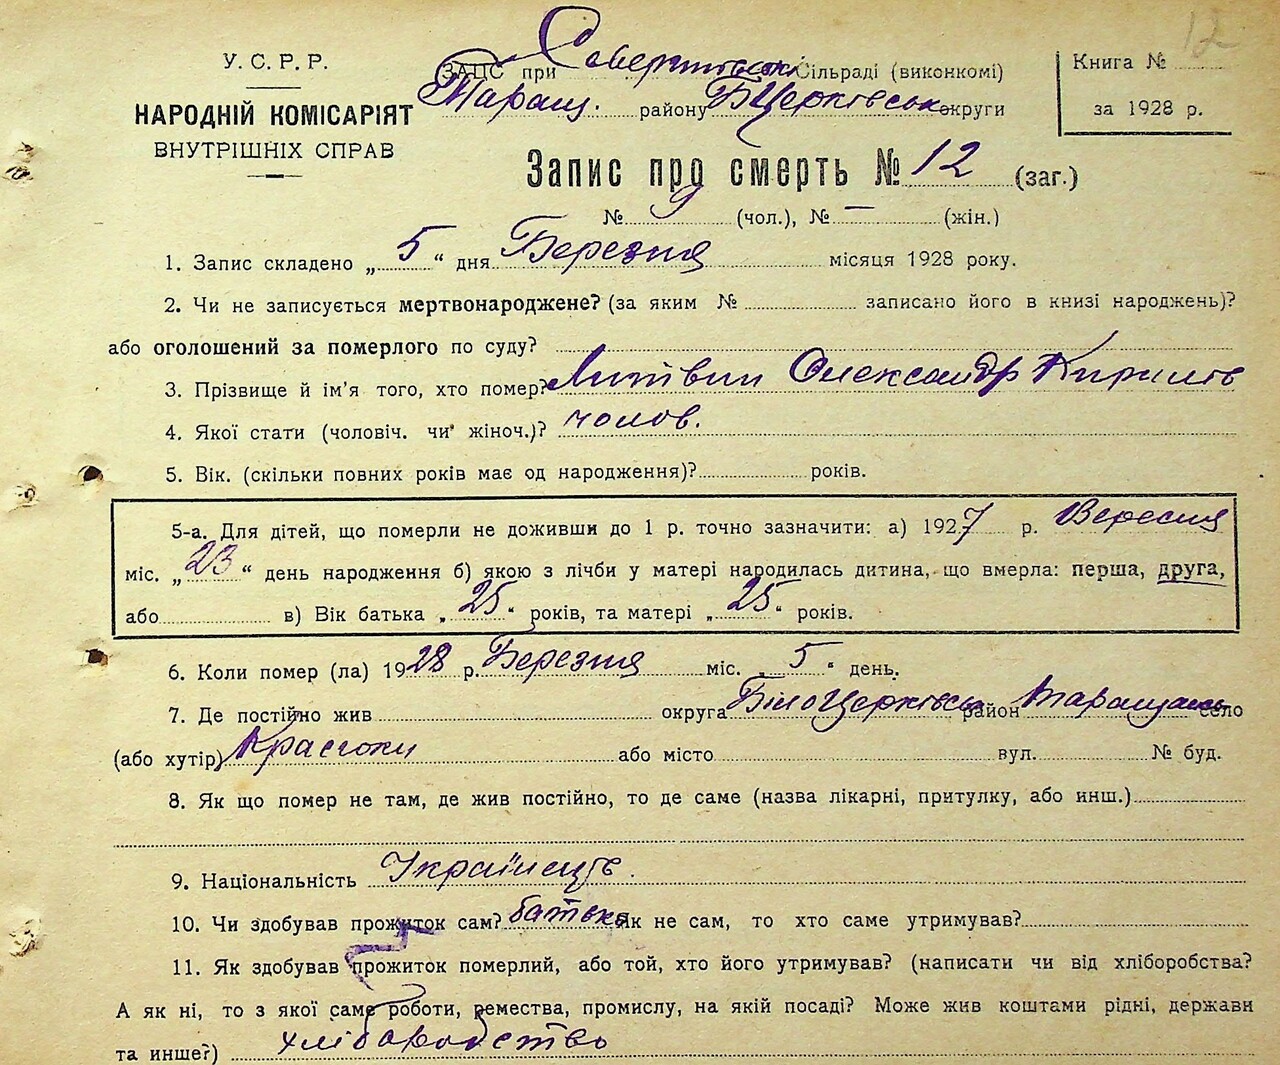 12
У. С. Р. Р.
НАРОДНІЙ КОМІСАРІЯТ
ВНУТРІШНІХ СПРАВ
ЗАЦС при Сільраді (виконкомі)
Таращ. району БЦерківськ округи
Книга №
за 1928 р.
Запис про смерть № 12 (заг.)
№ 9 (чол.), № — (жін.)
1. Запис складено „ 5 “ дня Березня місяця 1928 року.
2. Чи не записується мертвонароджене? (за яким № записано його в книзі народжень)?
або оголошений за померлого по суду?
3. Прізвище й ім'я того, хто помер? Литвин Олександр Кирилів
4. Якої стати (чоловіч. чи жіноч.)? чолов.
5. Вік. (скільки повних років має од народження)? років.
5-а. Для дітей, що померли не доживши до 1 р. точно зазначити: а) 1927 р. Вересня
міс. „ 23 “ день народження б) якою з лічби у матері народилась дитина, що вмерла: перша, друга,
або в) Вік батька „ 25 “ років, та матері „ 25 “ років.
6. Коли помер (ла) 1928 р. Березня міс. „ 5 “ день.
7. Де постійно жив округа БілоЦерківськ район Таращанськ село
(або хутір) або місто вул. № буд.
8. Як що помер не там, де жив постійно, то де саме (назва лікарні, притулку, або инш.)
9. Національність Українець.
10. Чи здобував прожиток сам? батько Як не сам, то хто саме утримував?
11. Як здобував прожиток померлий, або той, хто його утримував? (написати чи від хліборобства?
А як ні, то з якої саме роботи, ремества, промислу, на якій посаді? Може жив коштами рідні, держави
та инше?) хліборобство